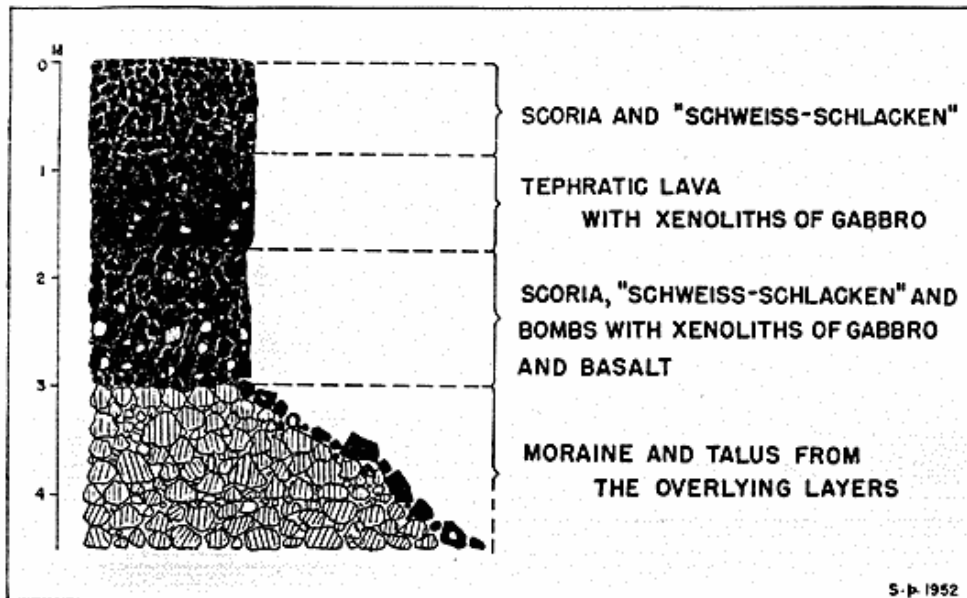 M
0
SCORIA AND "SCHWEISS-SCHLACKEN"
1
TEPHRATIC LAVA
WITH XENOLITHS OF GABBRO
2
SCORIA, "SCHWEISS-SCHLACKEN" AND
BOMBS WITH XENOLITHS OF GABBRO
AND BASALT
3
MORAINE AND TALUS FROM
THE OVERLYING LAYERS
4
S.Þ. 1952